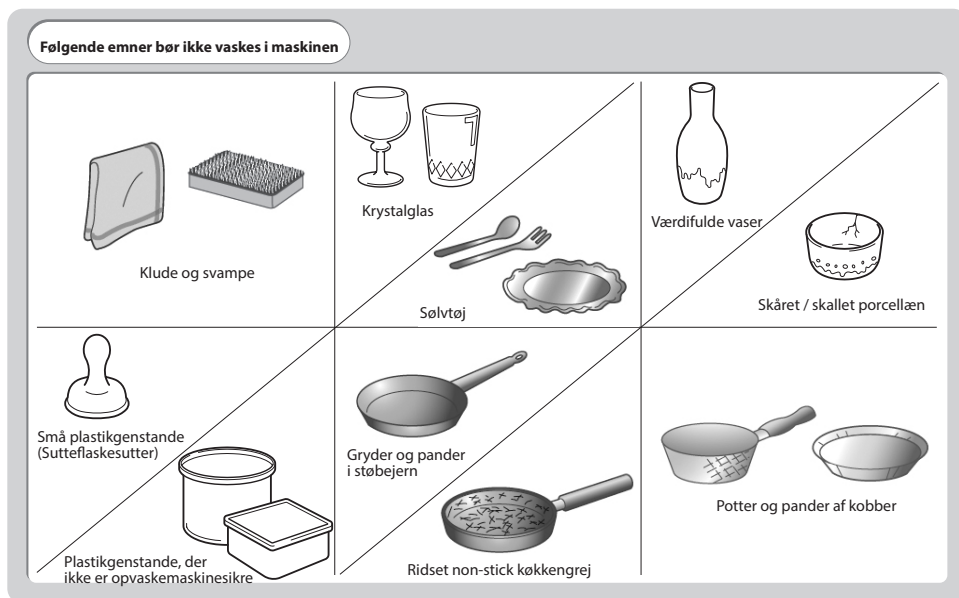 Følgende emner bør ikke vaskes i maskinen
Klude og svampe
Krystalglas
Sølvtøj
Værdifulde vaser
Skåret / skallet porcellæn
Små plastikgenstande
(Sutteflaskesutter)
Plastikgenstande, der
ikke er opvaskemaskinesikre
Gryder og pander
i støbejern
Ridset non-stick køkkengrej
Potter og pander af kobber